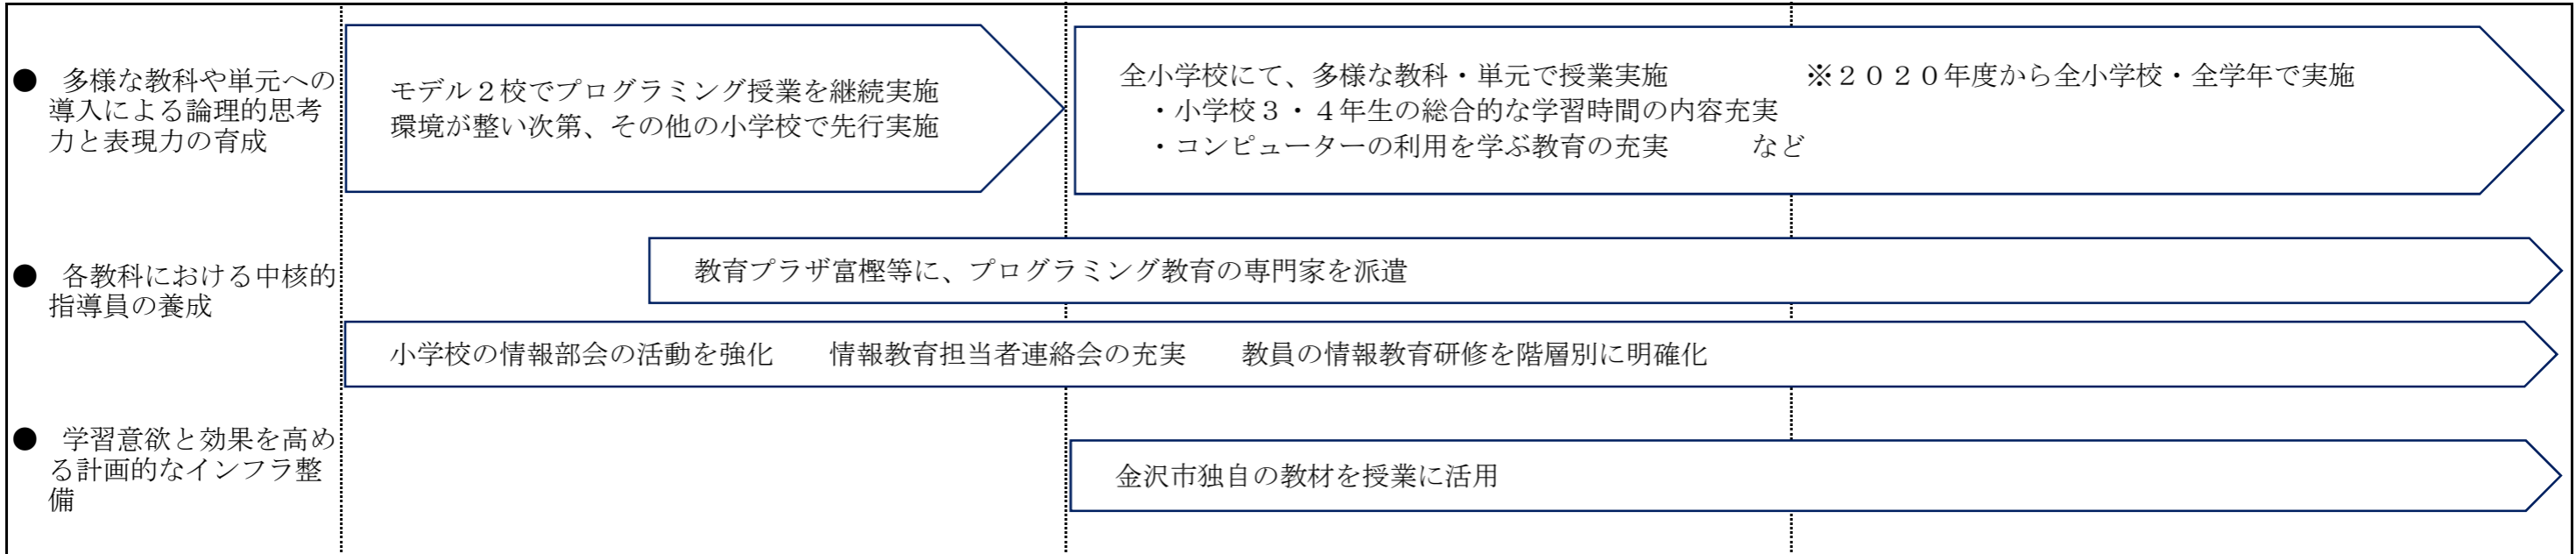 ● 多様な教科や単元への
導入による論理的思考
力と表現力の育成
モデル２校でプログラミング授業を継続実施
環境が整い次第、その他の小学校で先行実施
全小学校にて、多様な教科・単元で授業実施　　　　　※２０２０年度から全小学校・全学年で実施
・小学校３・４年生の総合的な学習時間の内容充実
・コンピューターの利用を学ぶ教育の充実　　　など
● 各教科における中核的
指導員の養成
教育プラザ富樫等に、プログラミング教育の専門家を派遣
小学校の情報部会の活動を強化　　情報教育担当者連絡会の充実　　教員の情報教育研修を階層別に明確化
● 学習意欲と効果を高め
る計画的なインフラ整
備
金沢市独自の教材を授業に活用